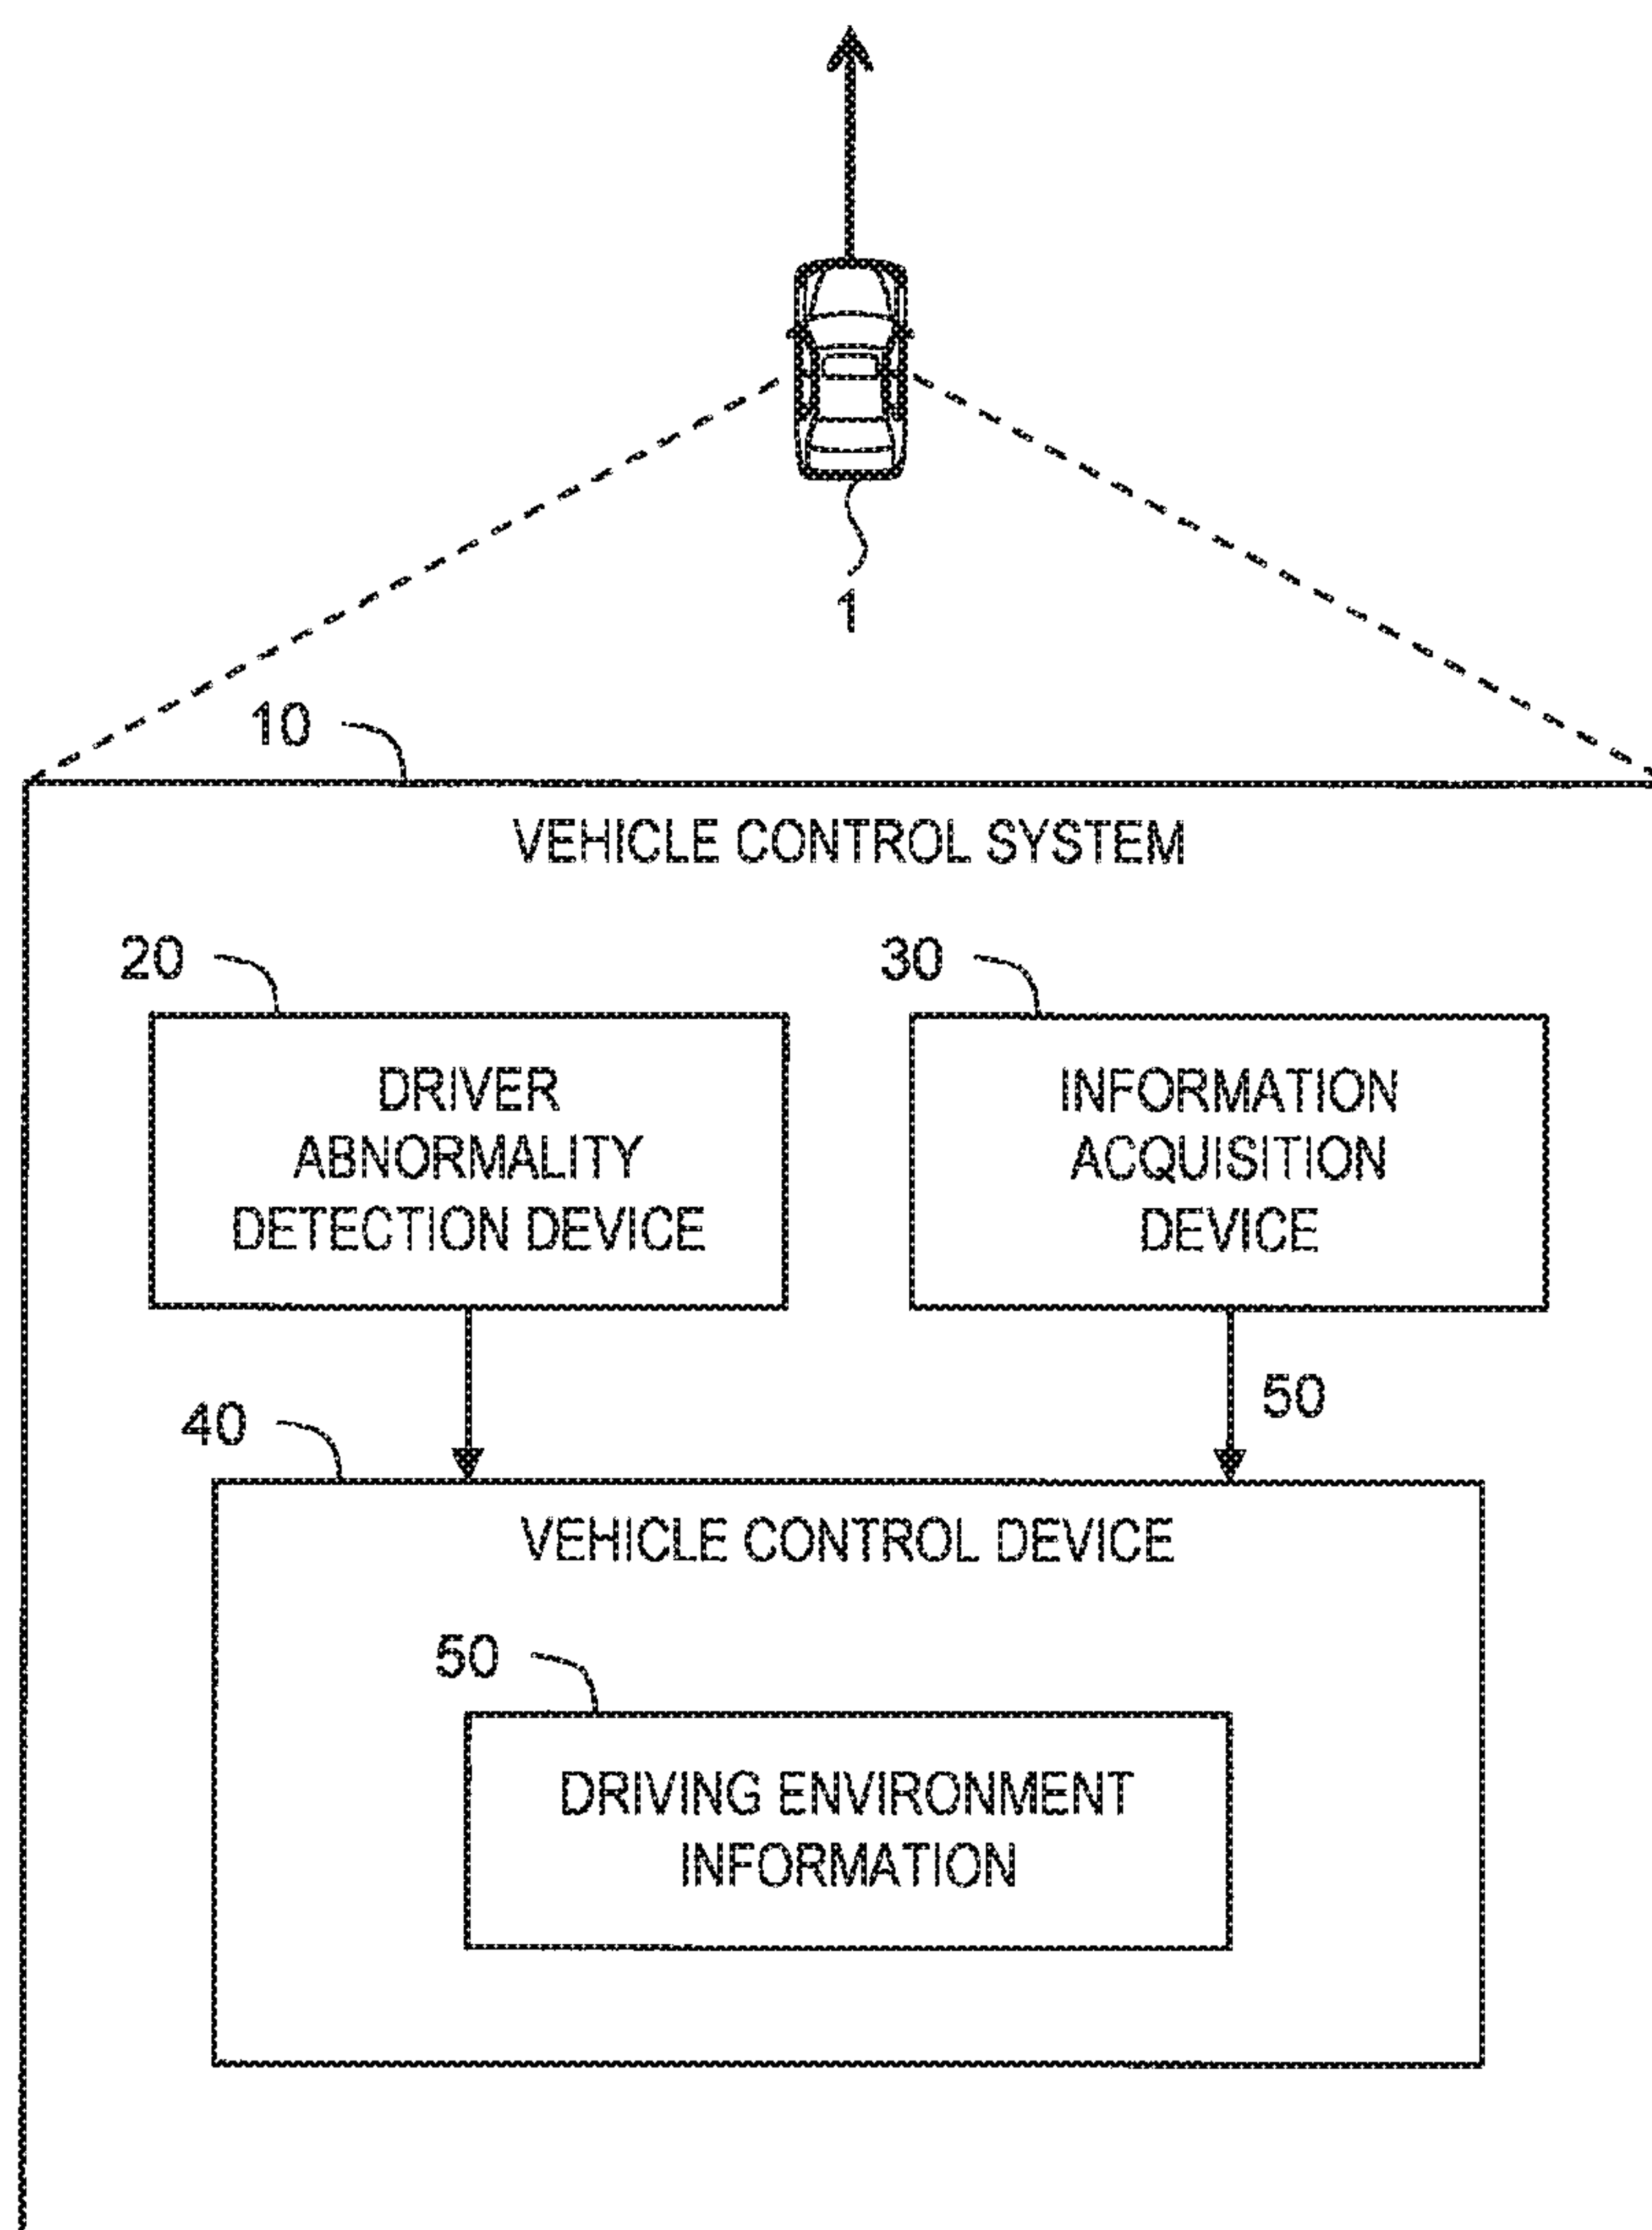 1
10
VEHICLE CONTROL SYSTEM
20
30
DRIVER
ABNORMALITY
DETECTION DEVICE
INFORMATION
ACQUISITION
DEVICE
50
40
VEHICLE CONTROL DEVICE
50
DRIVING ENVIRONMENT
INFORMATION